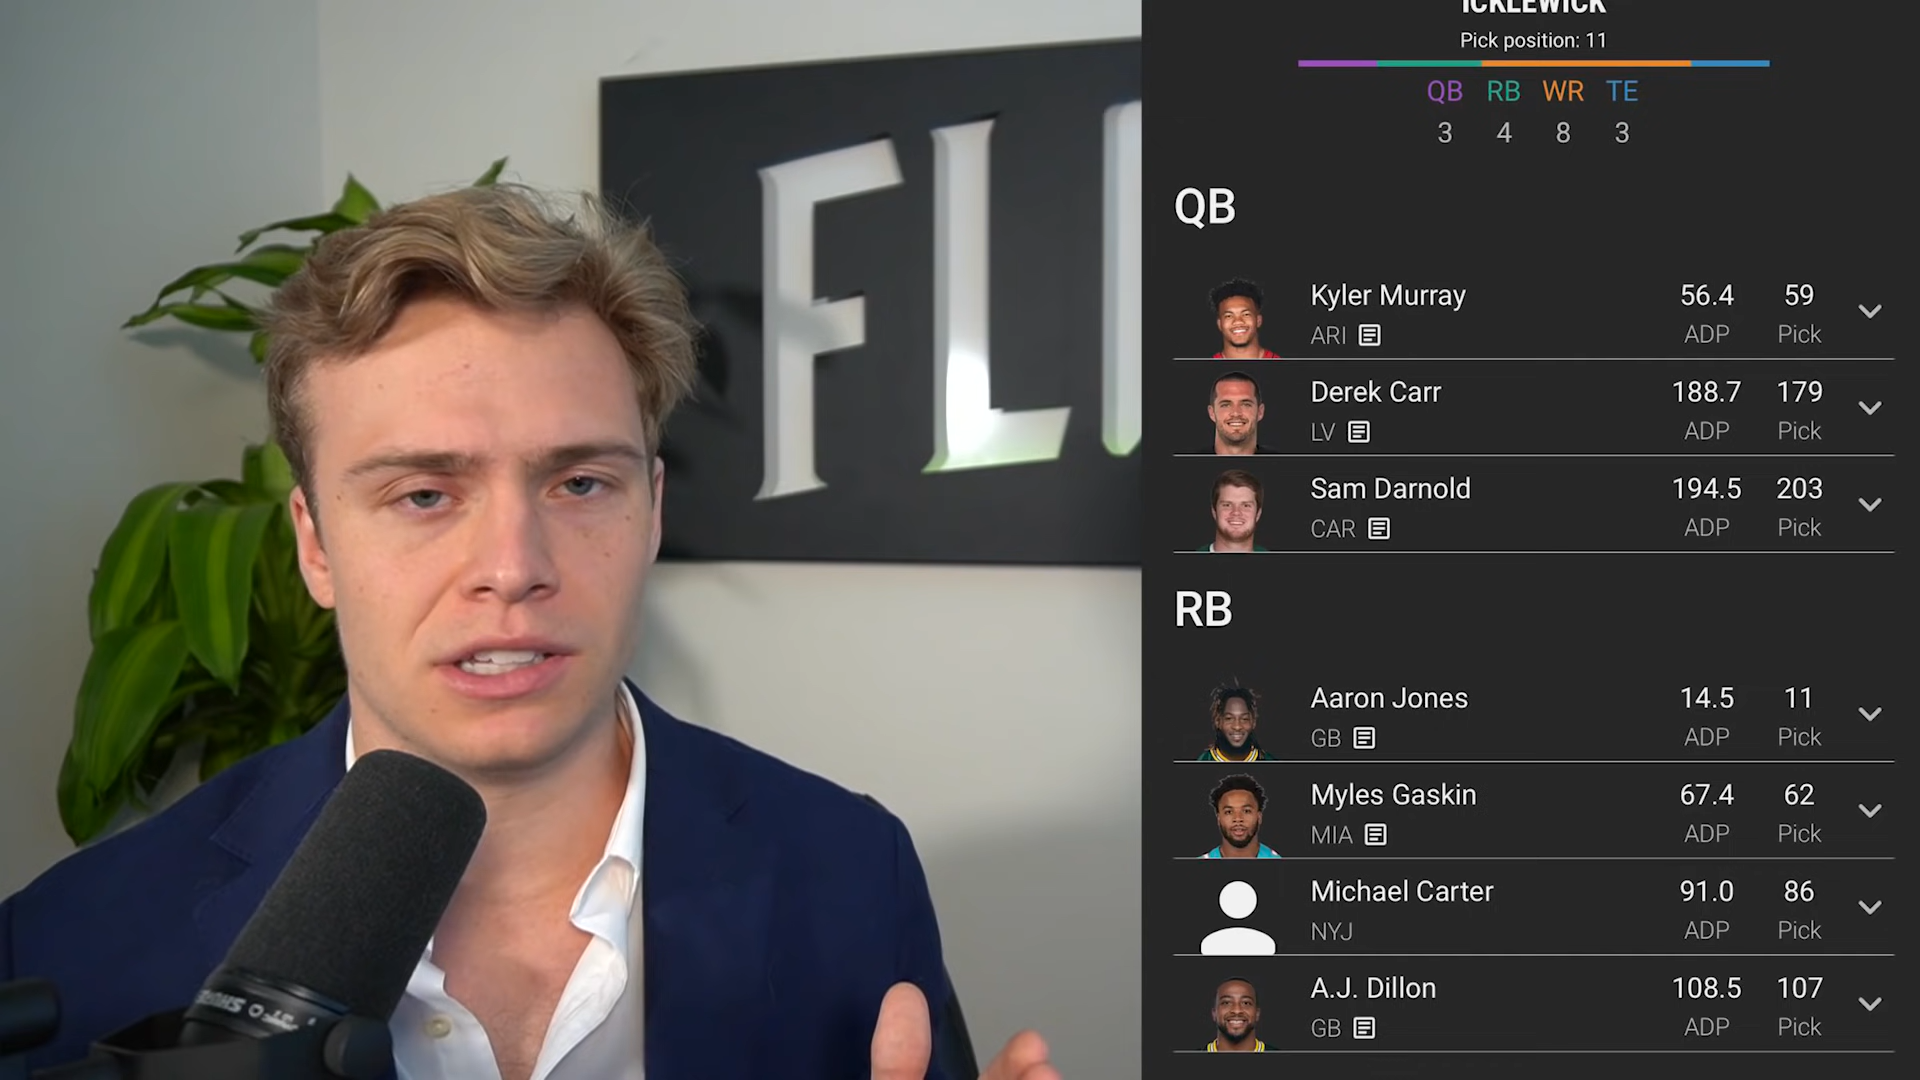 ICKLEWICK
Pick position: 11
QB RB WR TE
3 4 8 3
QB
Kyler Murray 56.4 59
ARI ADP Pick
Derek Carr 188.7 179
LV ADP Pick
Sam Darnold 194.5 203
CAR ADP Pick
RB
Aaron Jones 14.5 11
GB ADP Pick
Myles Gaskin 67.4 62
MIA ADP Pick
Michael Carter 91.0 86
NYJ ADP Pick
A.J. Dillon 108.5 107
GB ADP Pick
FL